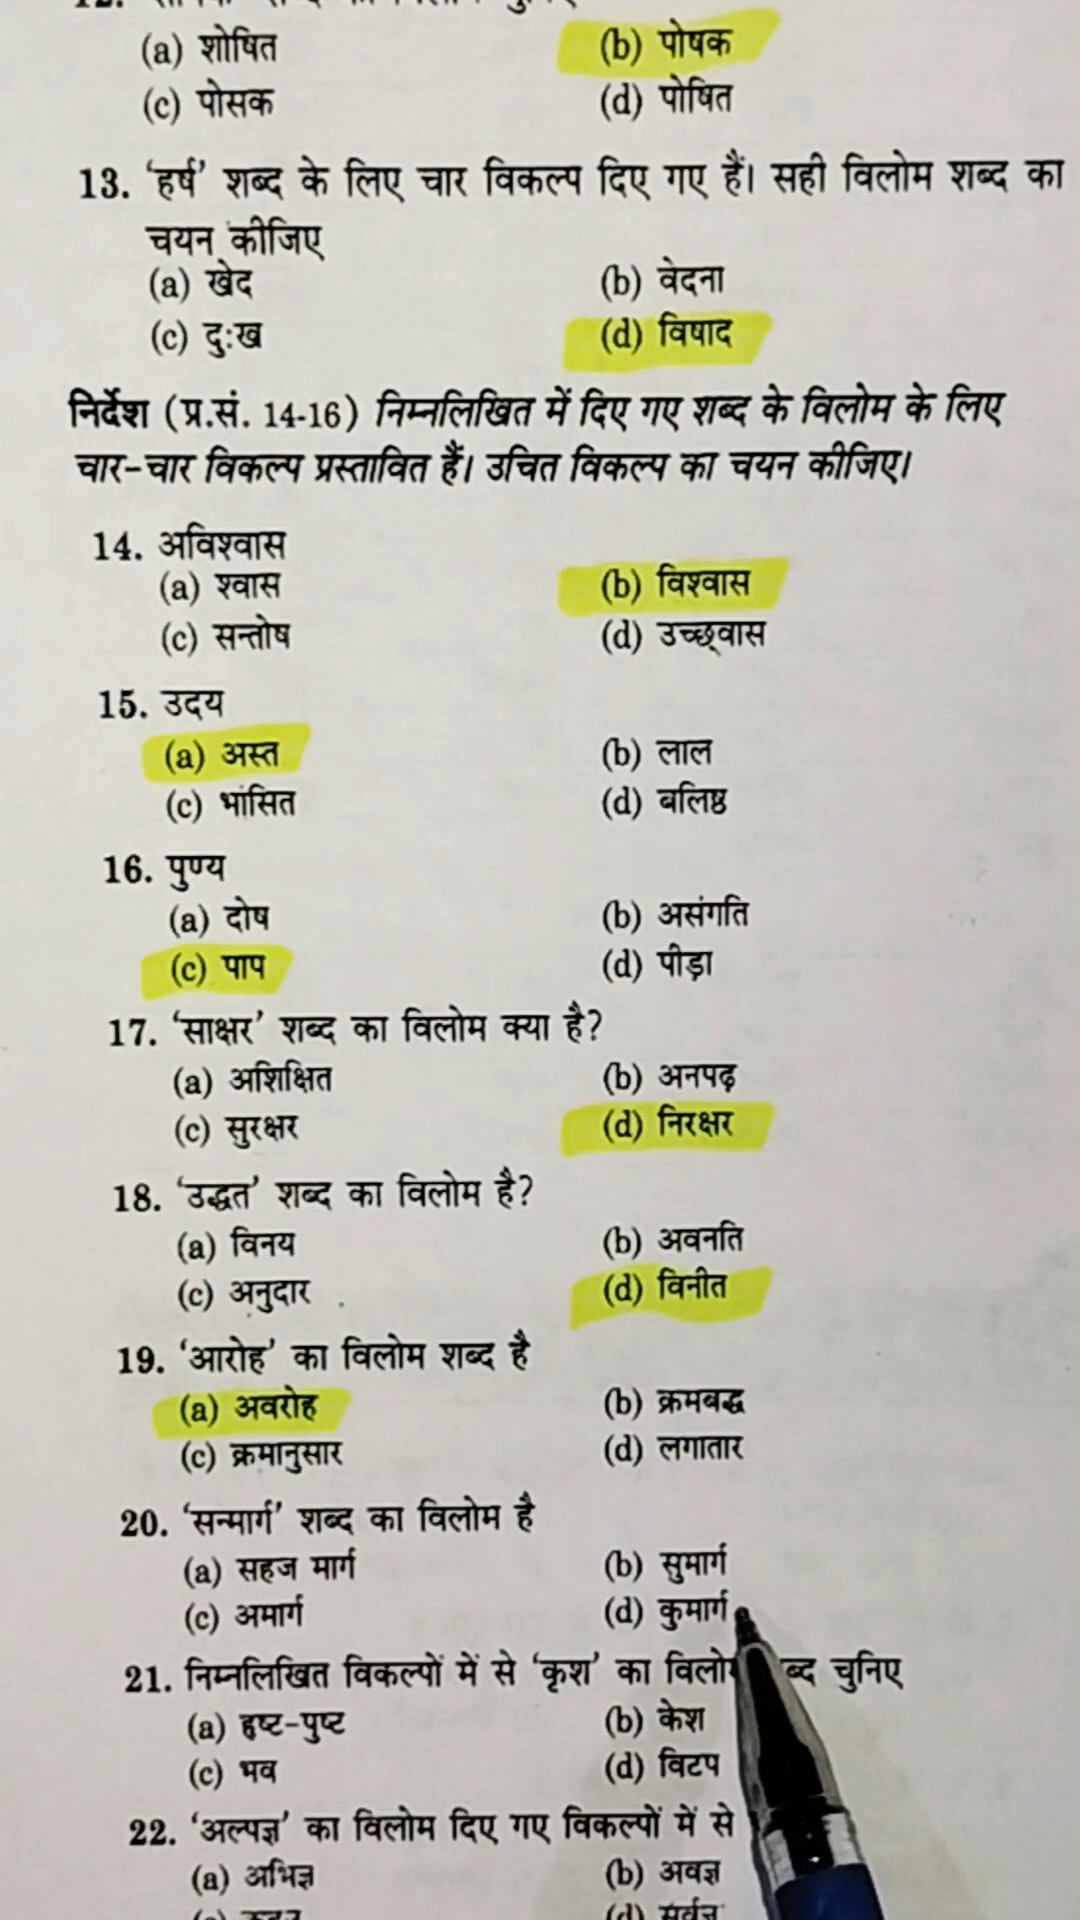 12.
(a) शोषित (b) पोषक
(c) पोसक (d) पोषित
13. ‘हर्ष’ शब्द के लिए चार विकल्प दिए गए हैं। सही विलोम शब्द का
चयन कीजिए
(a) खेद (b) वेदना
(c) दुःख (d) विषाद
निर्देश (प्र.सं. 14-16) निम्नलिखित में दिए गए शब्द के विलोम के लिए
चार-चार विकल्प प्रस्तावित हैं। उचित विकल्प का चयन कीजिए।
14. अविश्वास
(a) श्वास (b) विश्वास
(c) सन्तोष (d) उच्छ्वास
15. उदय
(a) अस्त (b) लाल
(c) भांसित (d) बलिष्ठ
16. पुण्य
(a) दोष (b) असंगति
(c) पाप (d) पीड़ा
17. ‘साक्षर’ शब्द का विलोम क्या है?
(a) अशिक्षित (b) अनपढ़
(c) सुरक्षर (d) निरक्षर
18. ‘उद्धत’ शब्द का विलोम है?
(a) विनय (b) अवनति
(c) अनुदार (d) विनीत
19. ‘आरोह’ का विलोम शब्द है
(a) अवरोह (b) क्रमबद्ध
(c) क्रमानुसार (d) लगातार
20. ‘सन्मार्ग’ शब्द का विलोम है
(a) सहज मार्ग (b) सुमार्ग
(c) अमार्ग (d) कुमार्ग
21. निम्नलिखित विकल्पों में से ‘कृश’ का चुनिए
(a) हृष्ट-पुष्ट (b) केश
(c) भव (d) विटप
22. ‘अल्पज्ञ’ का विलोम दिए गए विकल्पों में से
(a) अभिज्ञ (b) अवज्ञ
(d) सर्वज्ञ